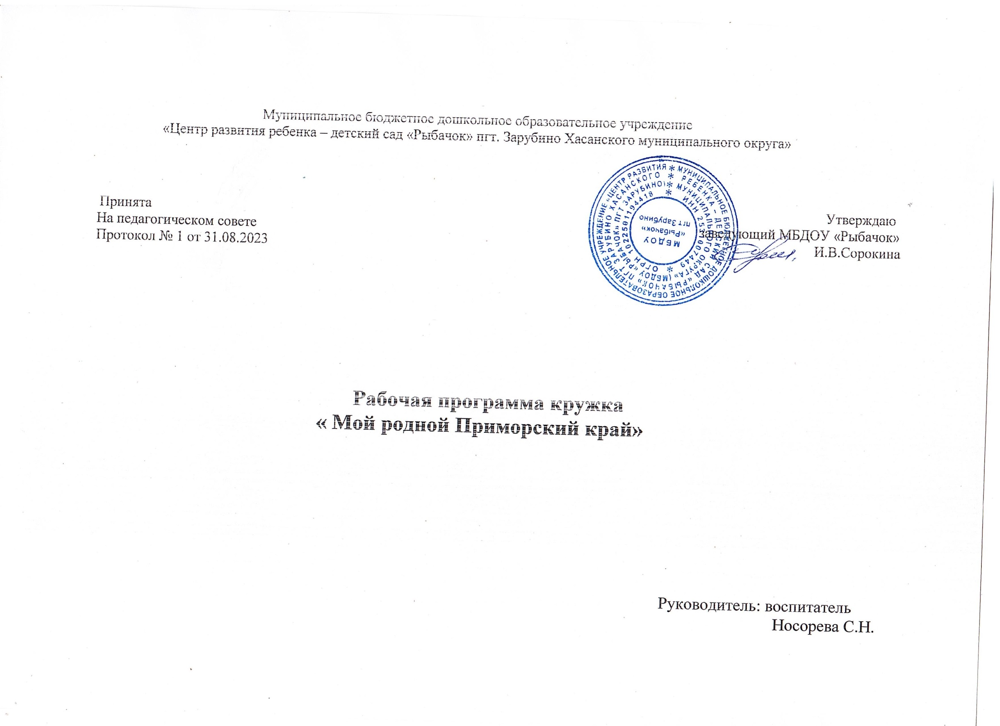 Муниципальное бюджетное дошкольное образовательное учреждение
«Центр развития ребенка – детский сад «Рыбачок» пгт. Зарубино Хасанского муниципального округа»
Принята
На педагогическом совете
Протокол № 1 от 31.08.2023
Утверждаю
заведующий МБДОУ «Рыбачок»
И.В.Сорокина
МУНИЦИПАЛЬНОЕ БЮДЖЕТНОЕ ДОШКОЛЬНОЕ ОБРАЗОВАТЕЛЬНОЕ УЧРЕЖДЕНИЕ «ЦЕНТР РАЗВИТИЯ *
РЕБЕНКА – ДЕТСКИЙ САД «РЫБАЧОК» ПГТ ЗАРУБИНО ХАСАНСКОГО *
МУНИЦИПАЛЬНОГО ОКРУГА» (МБДОУ «РЫБАЧОК» ПГТ ЗАРУБИНО) *
ИНН 2531007449 * ОГРН 1022501194418 *
МБДОУ
«Рыбачок»
пгт Зарубино
Рабочая программа кружка
« Мой родной Приморский край»
Руководитель: воспитатель
Носорева С.Н.